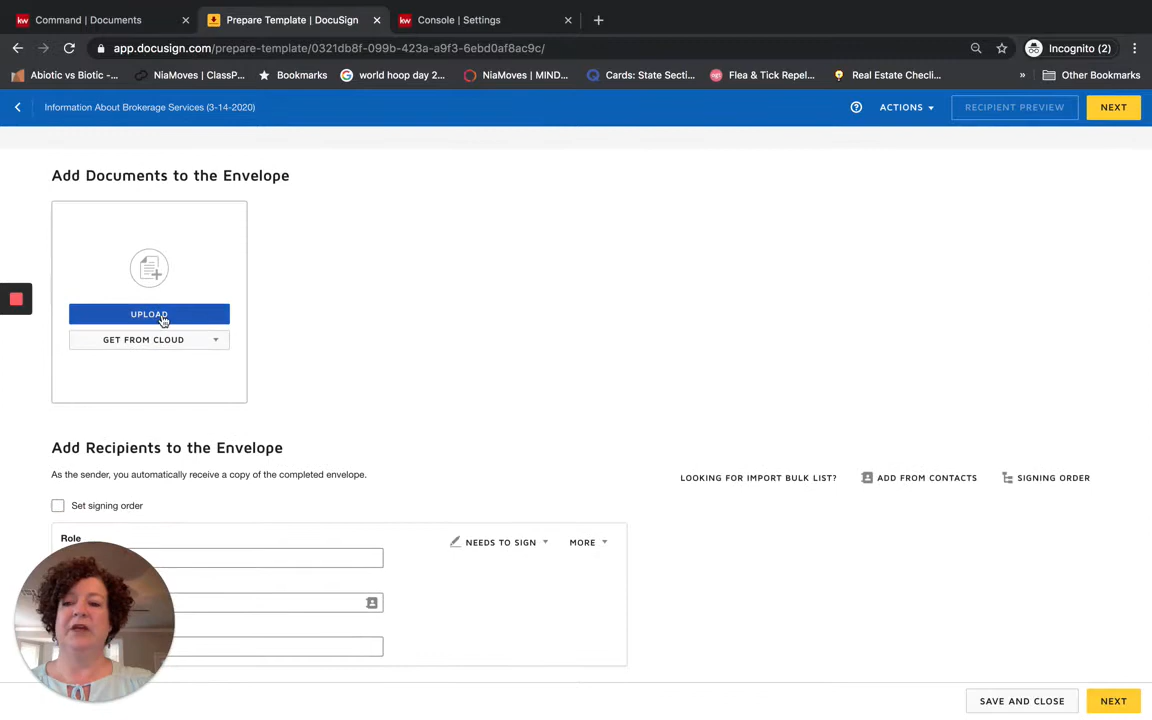 kw Command | Documents
Prepare Template | DocuSign
kw Console | Settings
app.docusign.com/prepare-template/0321db8f-099b-423a-a9f3-6ebd0af8ac9c/
Incognito (2)
Abiotic vs Biotic -...
NiaMoves | ClassP...
Bookmarks
world hoop day 2...
NiaMoves | MIND...
Cards: State Secti...
Flea & Tick Repel...
Real Estate Checli...
»
Other Bookmarks
Information About Brokerage Services (3-14-2020)
ACTIONS
RECIPIENT PREVIEW
NEXT
Add Documents to the Envelope
UPLOAD
GET FROM CLOUD
Add Recipients to the Envelope
As the sender, you automatically receive a copy of the completed envelope.
LOOKING FOR IMPORT BULK LIST?
ADD FROM CONTACTS
SIGNING ORDER
Set signing order
Role
NEEDS TO SIGN
MORE
SAVE AND CLOSE
NEXT